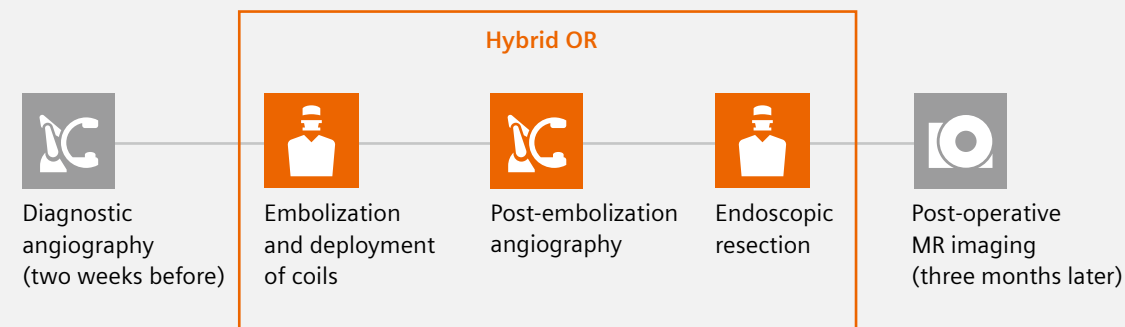 Hybrid OR
Diagnostic
angiography
(two weeks before)
Embolization
and deployment
of coils
Post-embolization
angiography
Endoscopic
resection
Post-operative
MR imaging
(three months later)